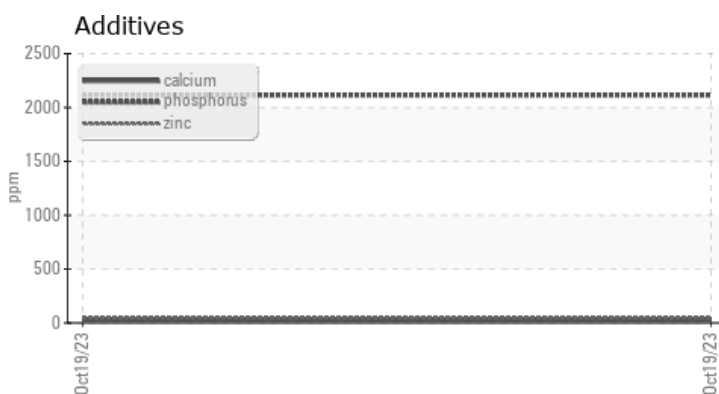 Additives
2500
2000
1500
1000
500
0
ppm
calcium
phosphorus
zinc
Oct19/23
Oct19/23